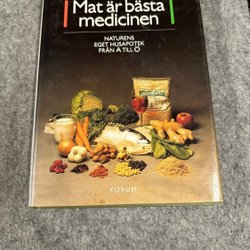 Mat är bästa
medicinen
NATURENS
EGET HUSAPOTEK
FRÅN A TILL Ö
FORUM